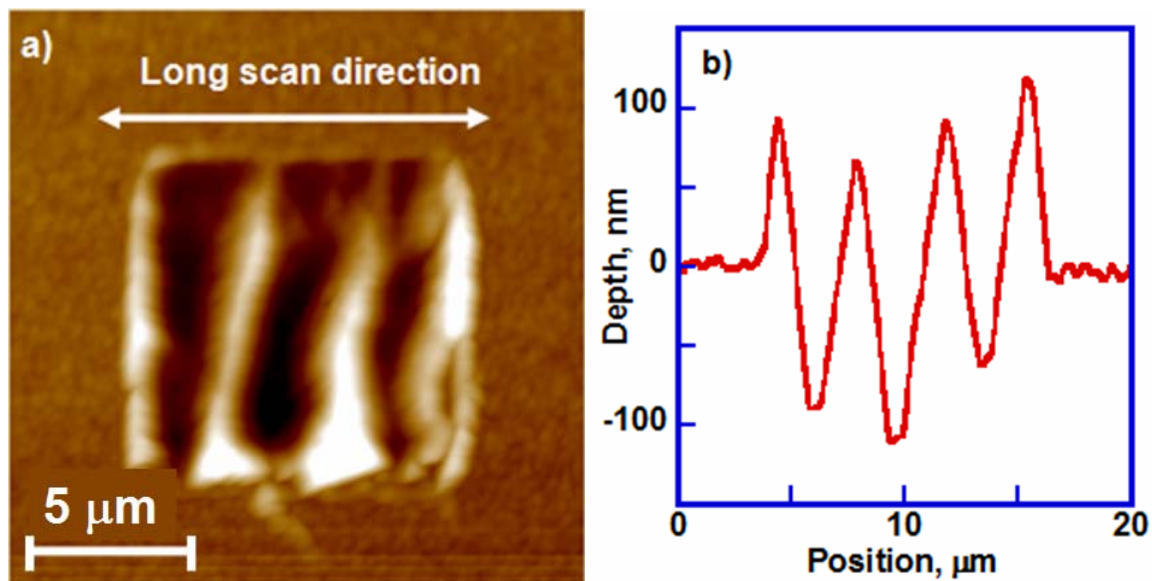 a)
Long scan direction
5 μm
b)
Depth, nm
100
0
-100
0
10
20
Position, μm